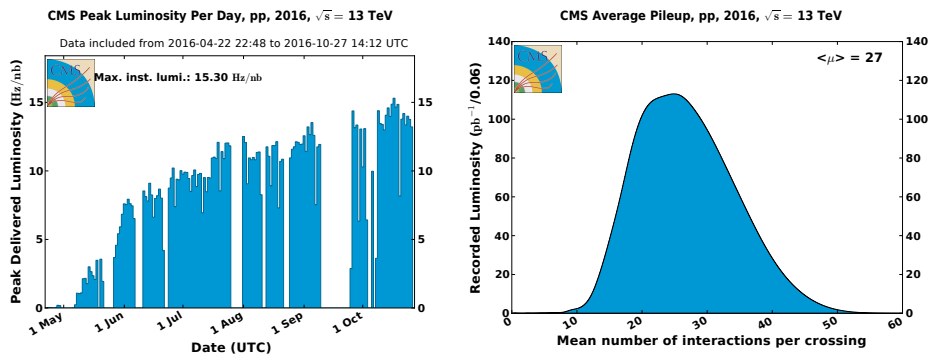 CMS Peak Luminosity Per Day, pp, 2016, √s = 13 TeV
Data included from 2016-04-22 22:48 to 2016-10-27 14:12 UTC
CMS
Max. inst. lumi.: 15.30 Hz/nb
Peak Delivered Luminosity (Hz/nb)
15
10
5
0
15
10
5
0
1 May
1 Jun
1 Jul
1 Aug
1 Sep
1 Oct
Date (UTC)
CMS Average Pileup, pp, 2016, √s = 13 TeV
CMS
<μ> = 27
Recorded Luminosity (pb⁻¹/0.06)
140
120
100
80
60
40
20
0
140
120
100
80
60
40
20
0
0
10
20
30
40
50
60
Mean number of interactions per crossing